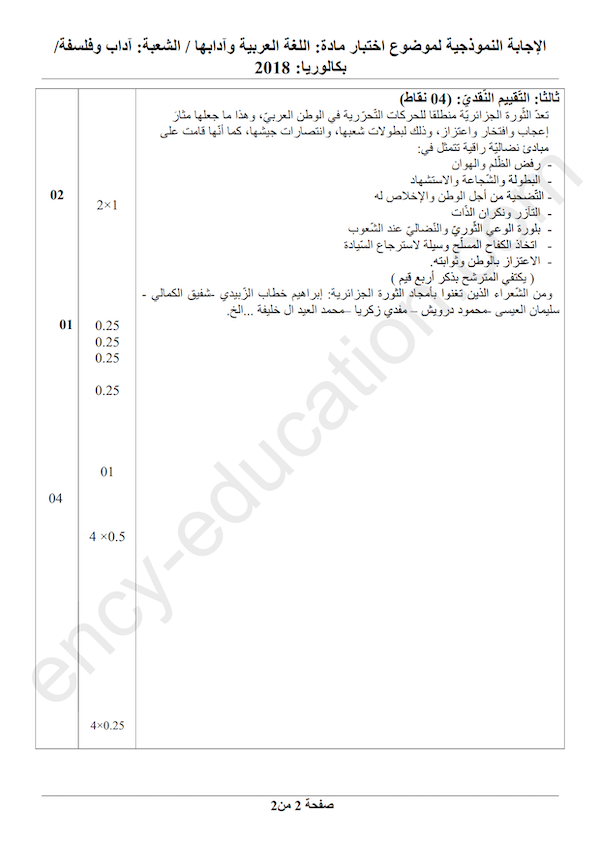 الإجابة النموذجية لموضوع اختبار مادة: اللغة العربية وآدابها / الشعبة: آداب وفلسفة/
بكالوريا: 2018
ثالثا: التّقييم النّقديّ: (04 نقاط)
تعدّ الثّورة الجزائريّة منطلقا للحركات التّحرّرية في الوطن العربيّ، وهذا ما جعلها مثار
إعجاب وافتخار واعتزاز، وذلك لبطولات شعبها، وانتصارات جيشها، كما أنّها قامت على
مبادئ نضاليّة راقية تتمثل في:
- رفض الظّلم والهوان
- البطولة والشّجاعة والاستشهاد
- التّضحية من أجل الوطن والإخلاص له
- التآزر ونكران الذّات
- بلورة الوعي الثّوريّ والنّضاليّ عند الشّعوب
- اتخاذ الكفاح المسلّح وسيلة لاسترجاع السّيادة
- الاعتزاز بالوطن وثوابته.
( يكتفي المترشح بذكر أربع قيم )
ومن الشّعراء الذين تغنوا بأمجاد الثّورة الجزائرية: إبراهيم خطاب الزّبيدي -شفيق الكمالي -
سليمان العيسى -محمود درويش – مفدي زكريا –محمد العيد ال خليفة ...الخ.
2×1
02
0.25
01
0.25
0.25
0.25
01
04
4 ×0.5
4×0.25
صفحة 2 من2
ency-education.com